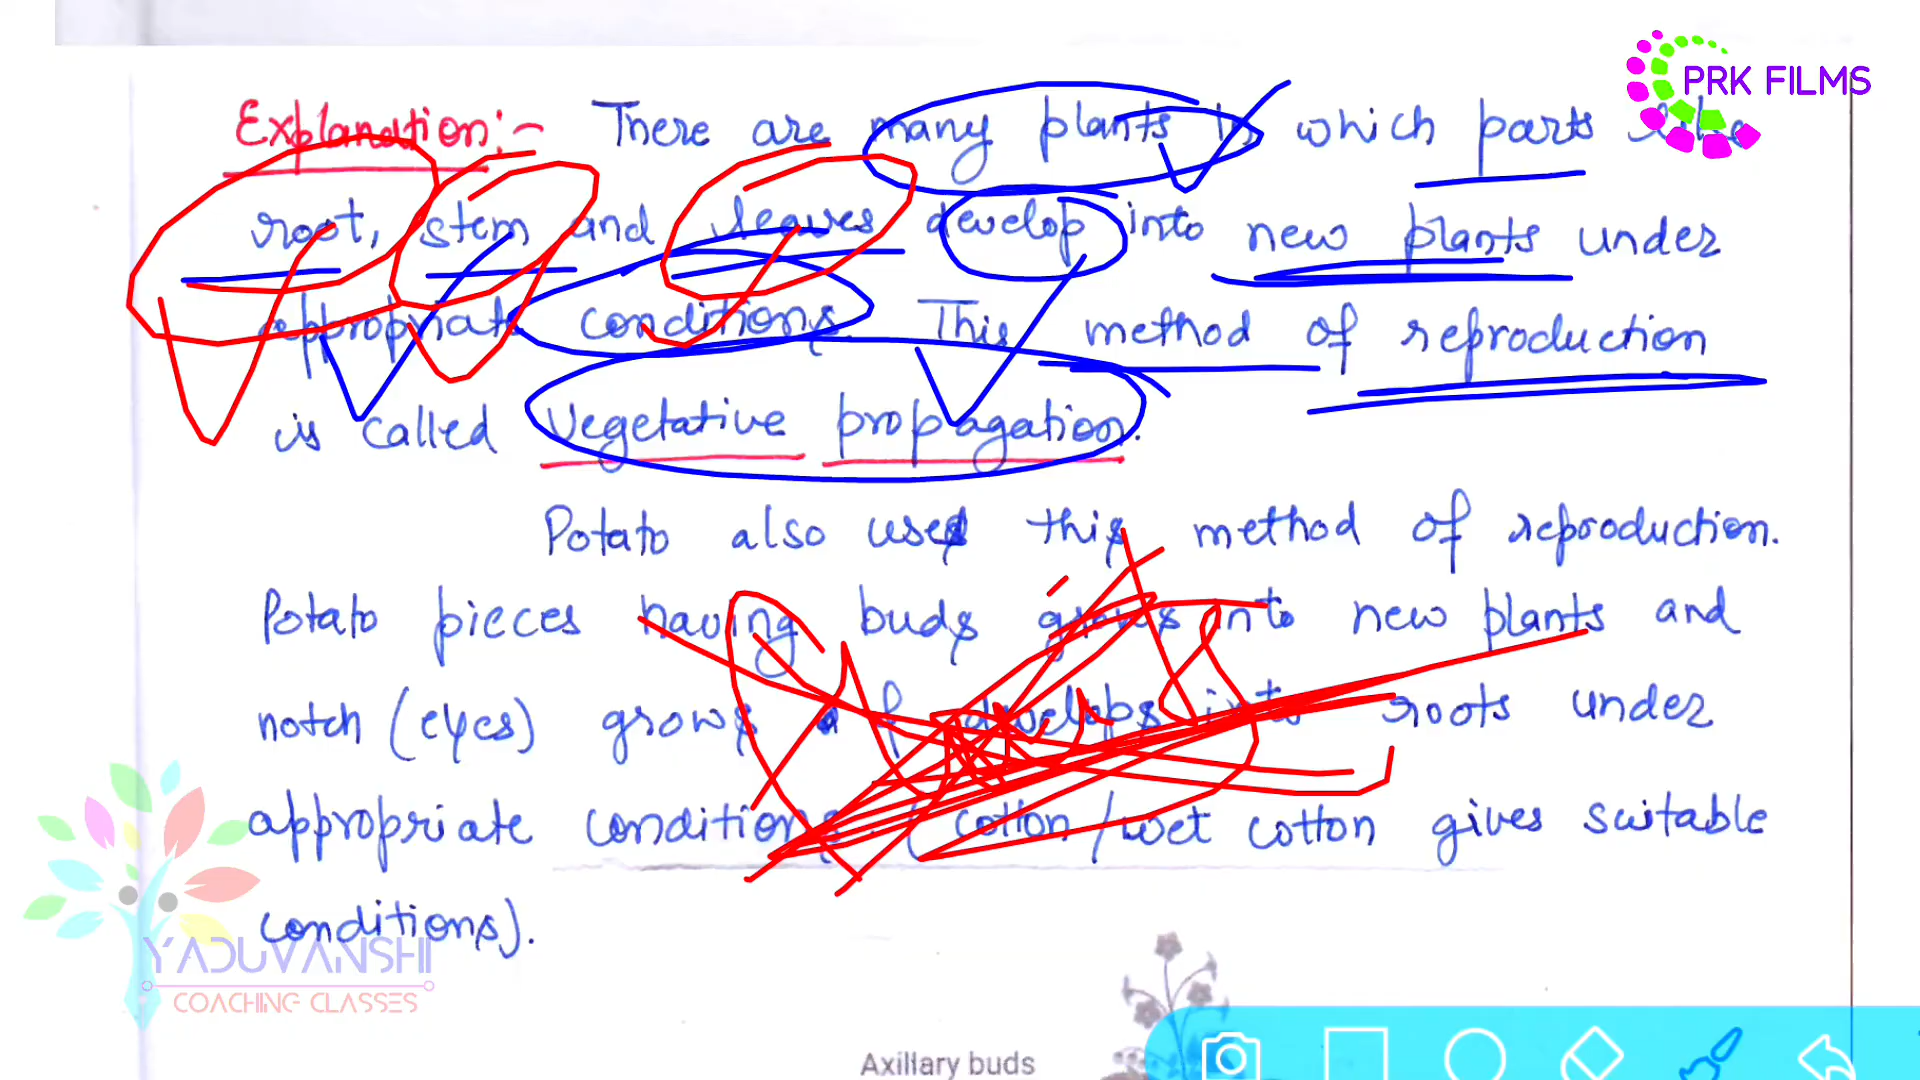 PRK FILMS
Explanation:- There are many plants in which parts like
root, stem and leaves develop into new plants under
appropriate conditions. This method of reproduction
is called vegetative propagation.
Potato also uses this method of reproduction.
Potato pieces having buds grows into new plants and
notch (eyes) grows & develops into roots under
appropriate conditions. (cotton/wet cotton gives suitable
conditions).
YADUVANSHI
COACHING CLASSES
Axillary buds